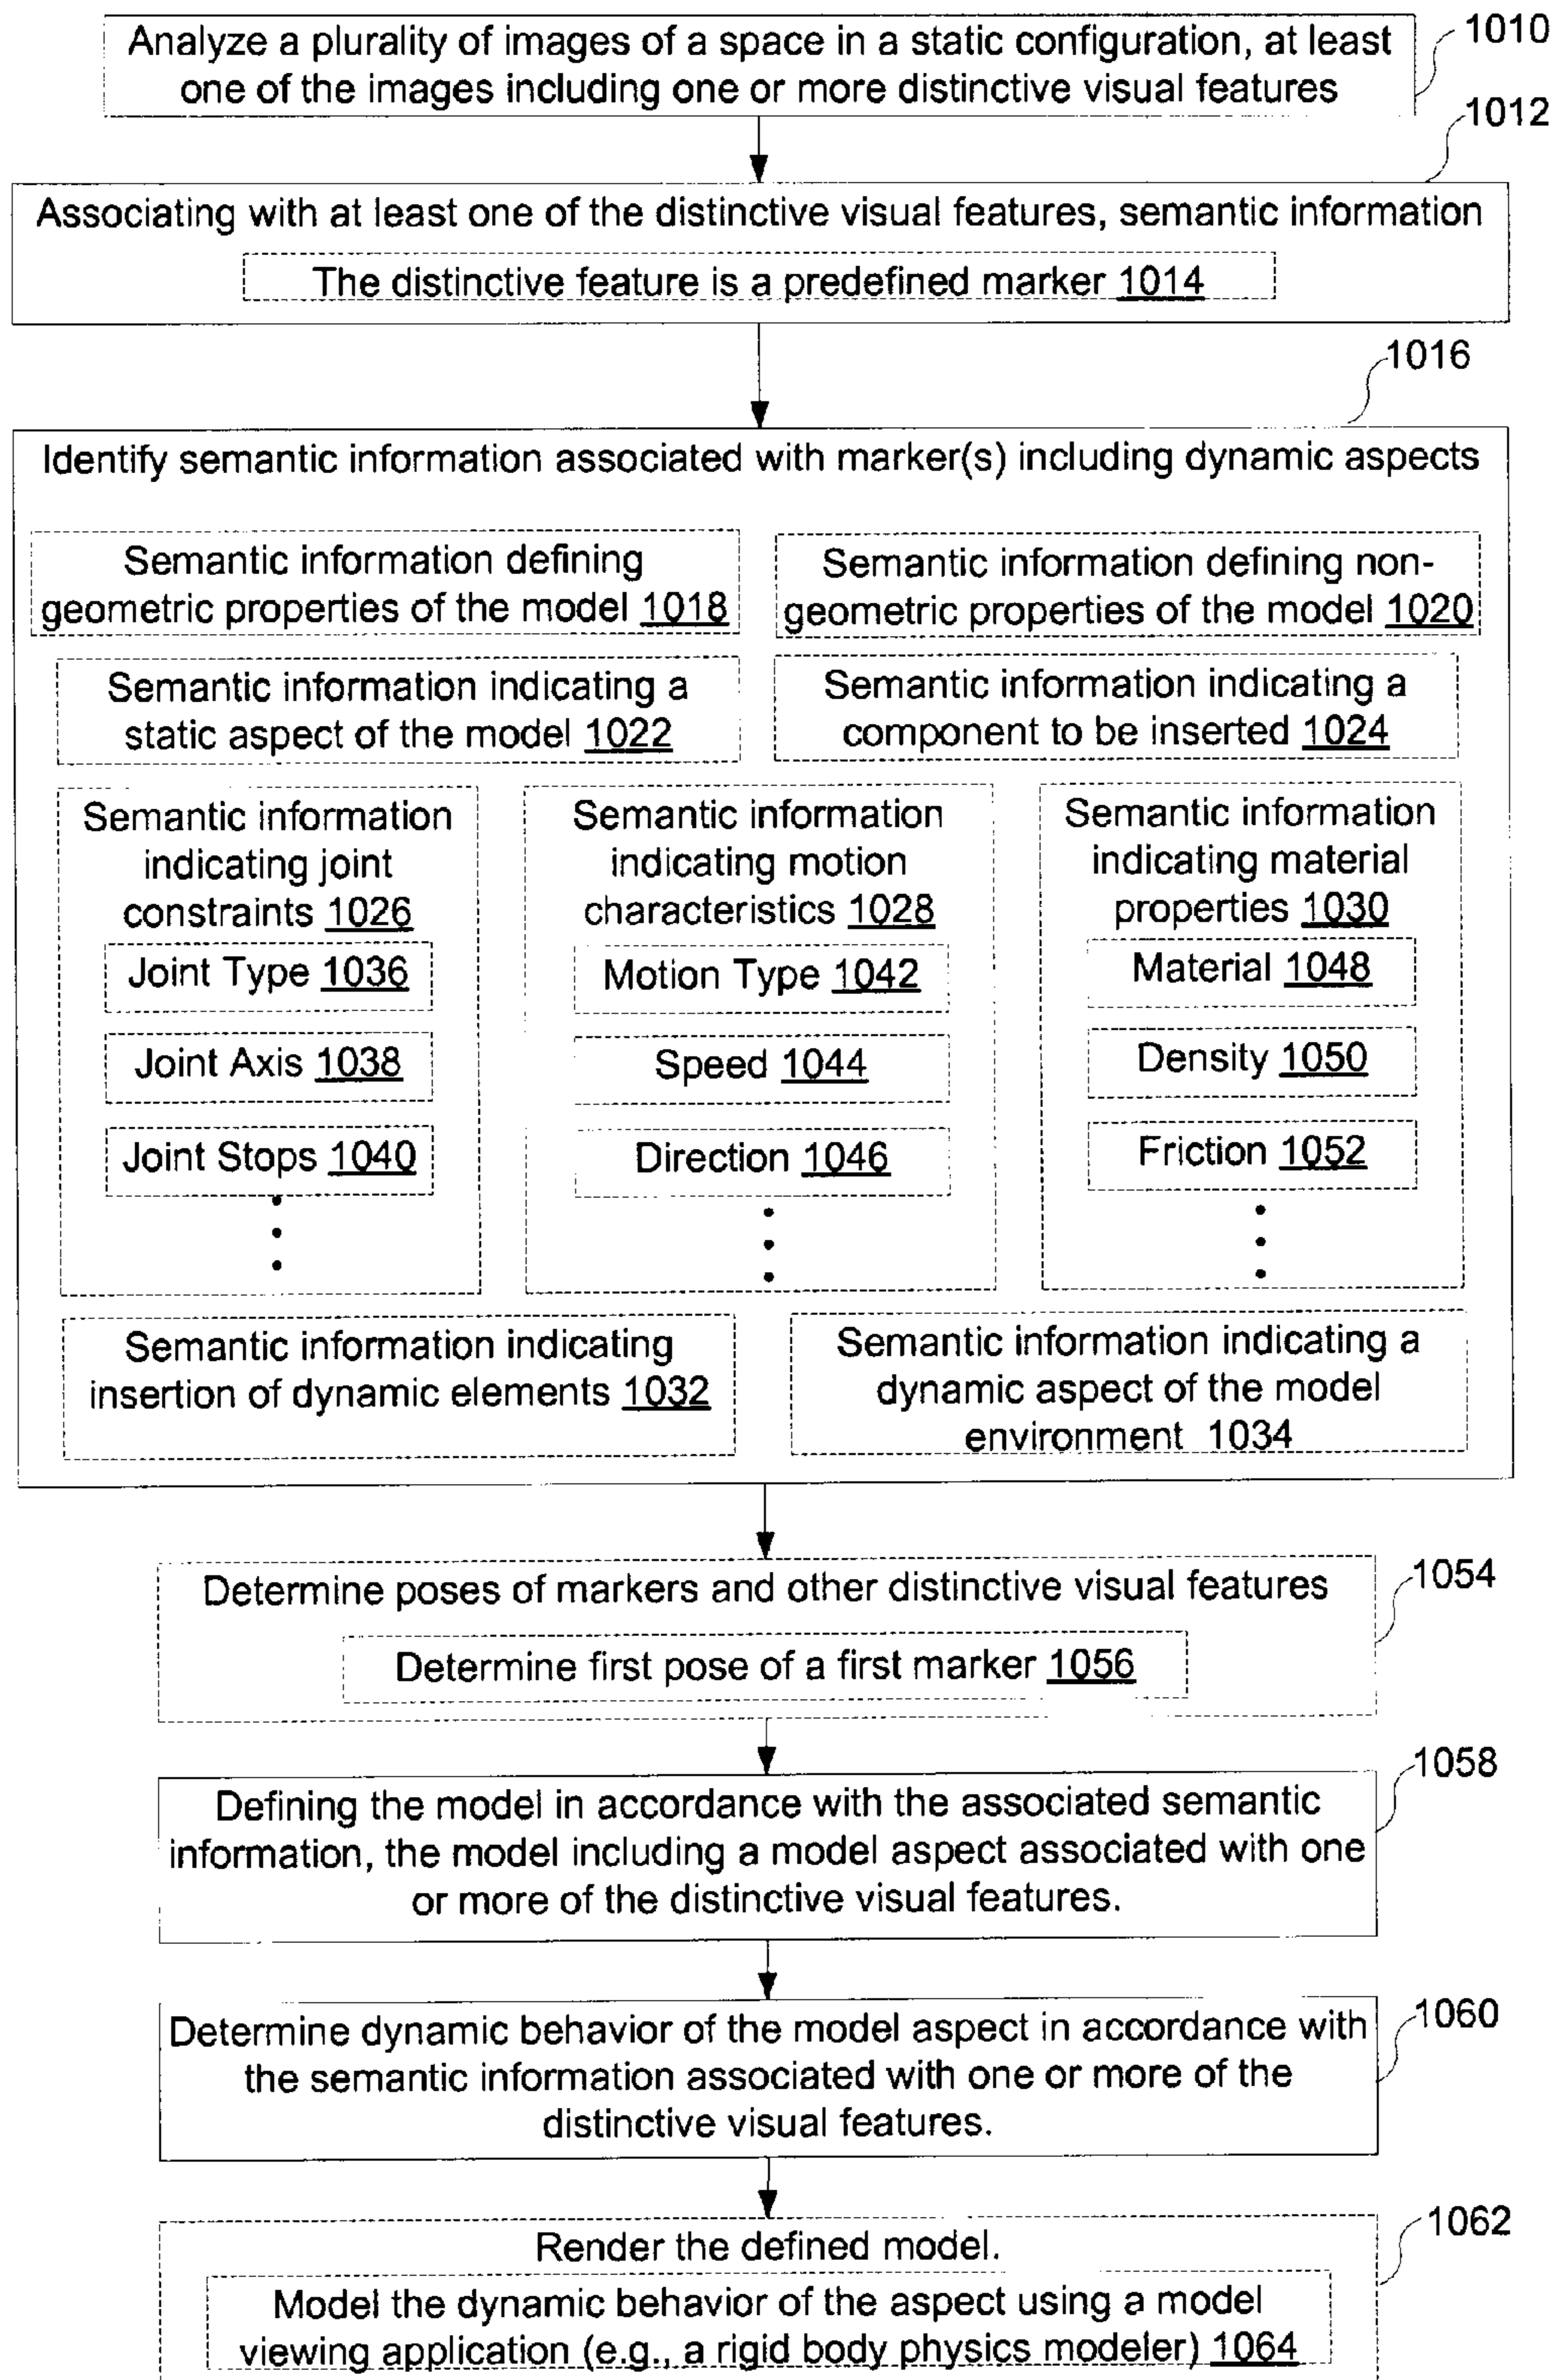 Analyze a plurality of images of a space in a static configuration, at least
one of the images including one or more distinctive visual features
1010
1012
Associating with at least one of the distinctive visual features, semantic information
The distinctive feature is a predefined marker 1014
1016
Identify semantic information associated with marker(s) including dynamic aspects
Semantic information defining
geometric properties of the model 1018
Semantic information defining non-
geometric properties of the model 1020
Semantic information indicating a
static aspect of the model 1022
Semantic information indicating a
component to be inserted 1024
Semantic information
indicating joint
constraints 1026
Joint Type 1036
Joint Axis 1038
Joint Stops 1040
Semantic information
indicating motion
characteristics 1028
Motion Type 1042
Speed 1044
Direction 1046
Semantic information
indicating material
properties 1030
Material 1048
Density 1050
Friction 1052
Semantic information indicating
insertion of dynamic elements 1032
Semantic information indicating a
dynamic aspect of the model
environment 1034
1054
Determine poses of markers and other distinctive visual features
Determine first pose of a first marker 1056
1058
Defining the model in accordance with the associated semantic
information, the model including a model aspect associated with one
or more of the distinctive visual features.
1060
Determine dynamic behavior of the model aspect in accordance with
the semantic information associated with one or more of the
distinctive visual features.
1062
Render the defined model.
Model the dynamic behavior of the aspect using a model
viewing application (e.g., a rigid body physics modeler) 1064